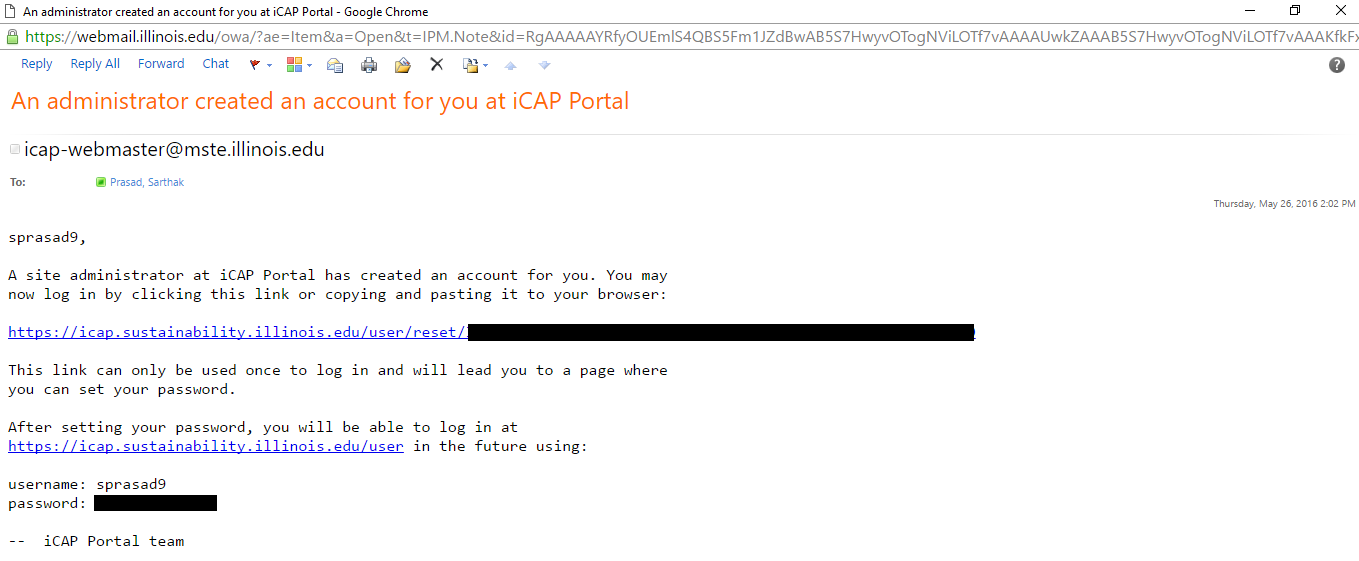 An administrator created an account for you at iCAP Portal - Google Chrome
https://webmail.illinois.edu/owa/?ae=Item&a=Open&t=IPM.Note&id=RgAAAAAYRfyOUEmlS4QBS5Fm1JZdBwAB5S7HwyvOTogNViLOTf7vAAAAUwkZAAAB5S7HwyvOTogNViLOTf7vAAAKfkFx
Reply Reply All Forward Chat
An administrator created an account for you at iCAP Portal
icap-webmaster@mste.illinois.edu
To: Prasad, Sarthak
Thursday, May 26, 2016 2:02 PM
sprasad9,
A site administrator at iCAP Portal has created an account for you. You may
now log in by clicking this link or copying and pasting it to your browser:
https://icap.sustainability.illinois.edu/user/reset/
This link can only be used once to log in and will lead you to a page where
you can set your password.
After setting your password, you will be able to log in at
https://icap.sustainability.illinois.edu/user in the future using:
username: sprasad9
password:
-- iCAP Portal team